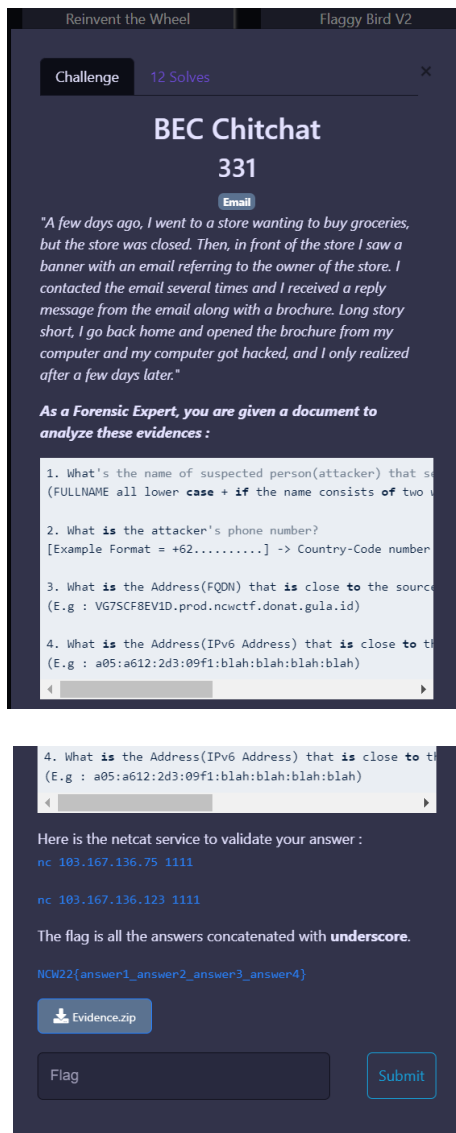 Reinvent the Wheel Flaggy Bird V2
Challenge 12 Solves ×
BEC Chitchat
331
Email
"A few days ago, I went to a store wanting to buy groceries,
but the store was closed. Then, in front of the store I saw a
banner with an email referring to the owner of the store. I
contacted the email several times and I received a reply
message from the email along with a brochure. Long story
short, I go back home and opened the brochure from my
computer and my computer got hacked, and I only realized
after a few days later."
As a Forensic Expert, you are given a document to
analyze these evidences :
1. What's the name of suspected person(attacker) that se
(FULLNAME all lower case + if the name consists of two w
2. What is the attacker's phone number?
[Example Format = +62..........] -> Country-Code number
3. What is the Address(FQDN) that is close to the source
(E.g : VG7SCF8EV1D.prod.ncwctf.donat.gula.id)
4. What is the Address(IPv6 Address) that is close to th
(E.g : a05:a612:2d3:09f1:blah:blah:blah:blah)
4. What is the Address(IPv6 Address) that is close to th
(E.g : a05:a612:2d3:09f1:blah:blah:blah:blah)
Here is the netcat service to validate your answer :
nc 103.167.136.75 1111
nc 103.167.136.123 1111
The flag is all the answers concatenated with underscore.
NCW22{answer1_answer2_answer3_answer4}
Evidence.zip
Flag Submit